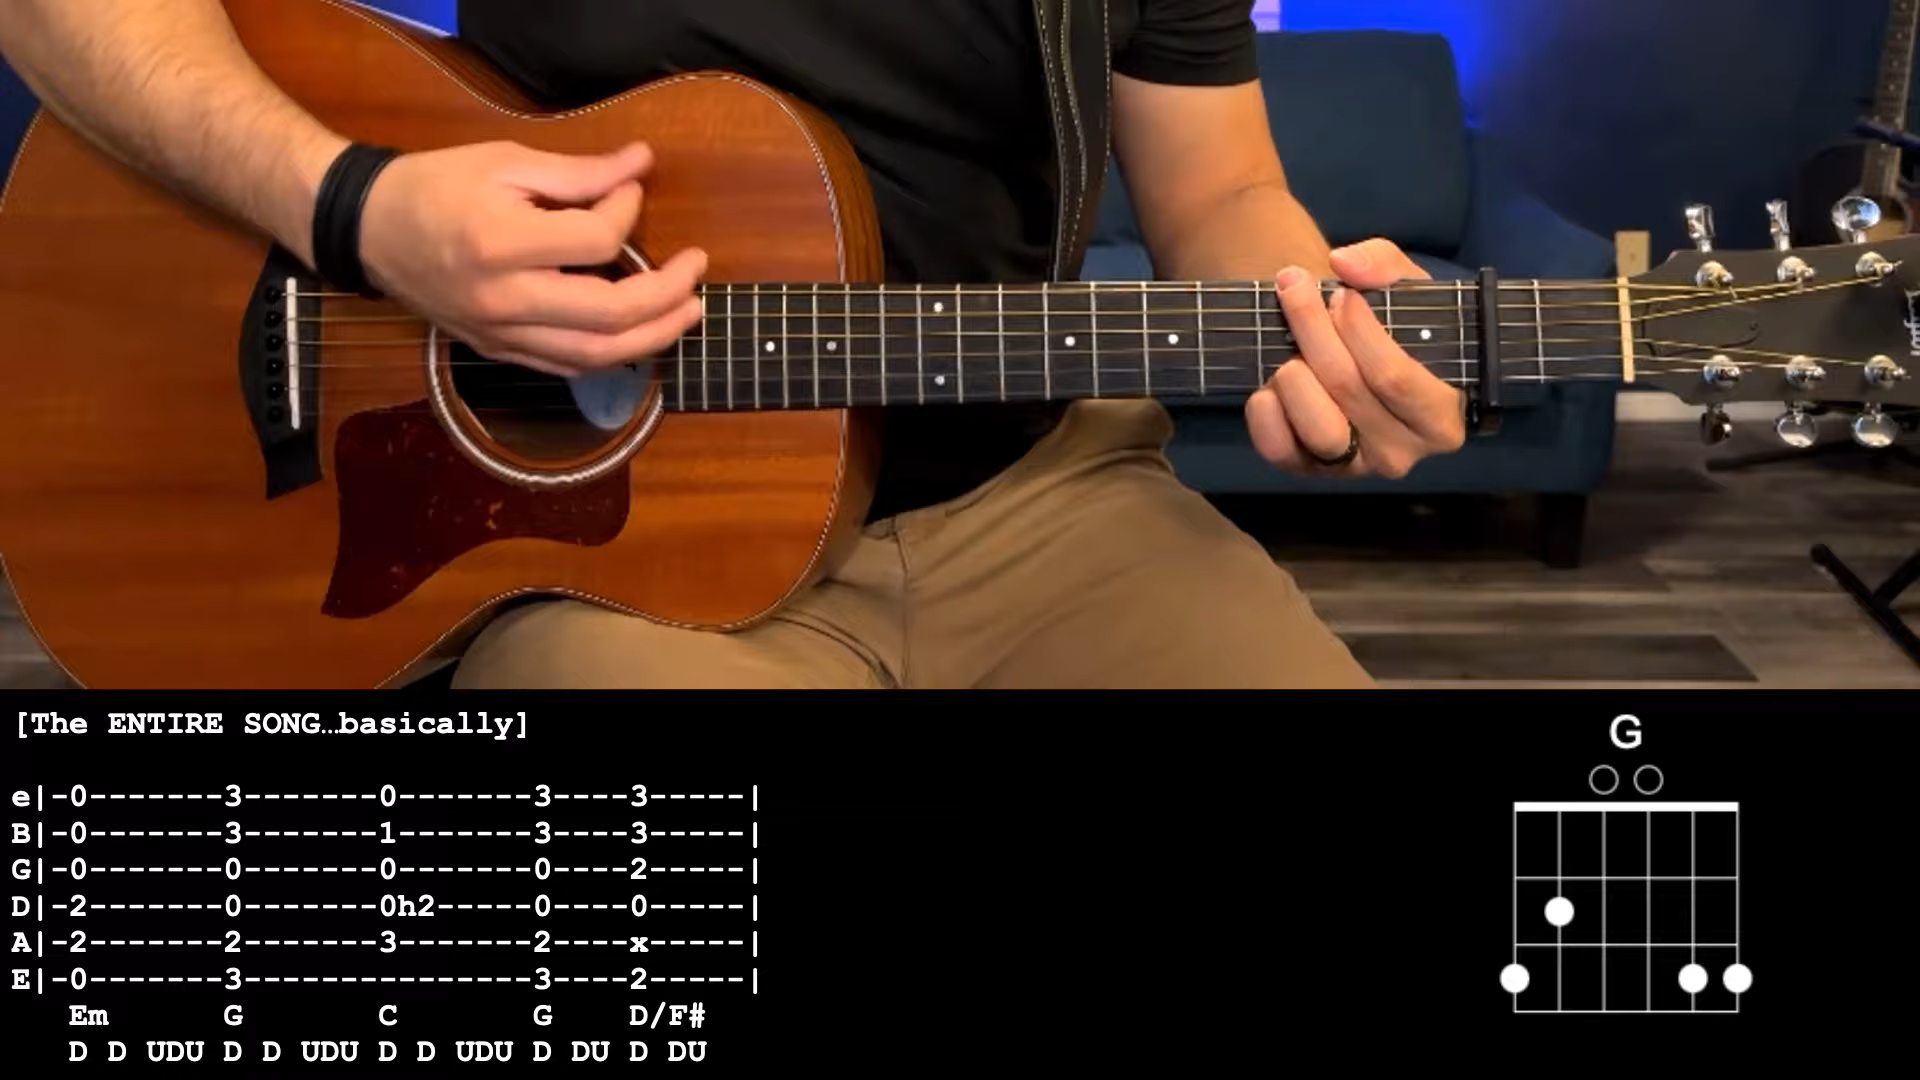 [The ENTIRE SONG…basically]
e|-0-------3-------0-------3----3-----|
B|-0-------3-------1-------3----3-----|
G|-0-------0-------0-------0----2-----|
D|-2-------0-------0h2-----0----0-----|
A|-2-------2-------3-------2----x-----|
E|-0-------3---------------3----2-----|
Em G C G D/F#
D D UDU D D UDU D D UDU D DU D DU
G